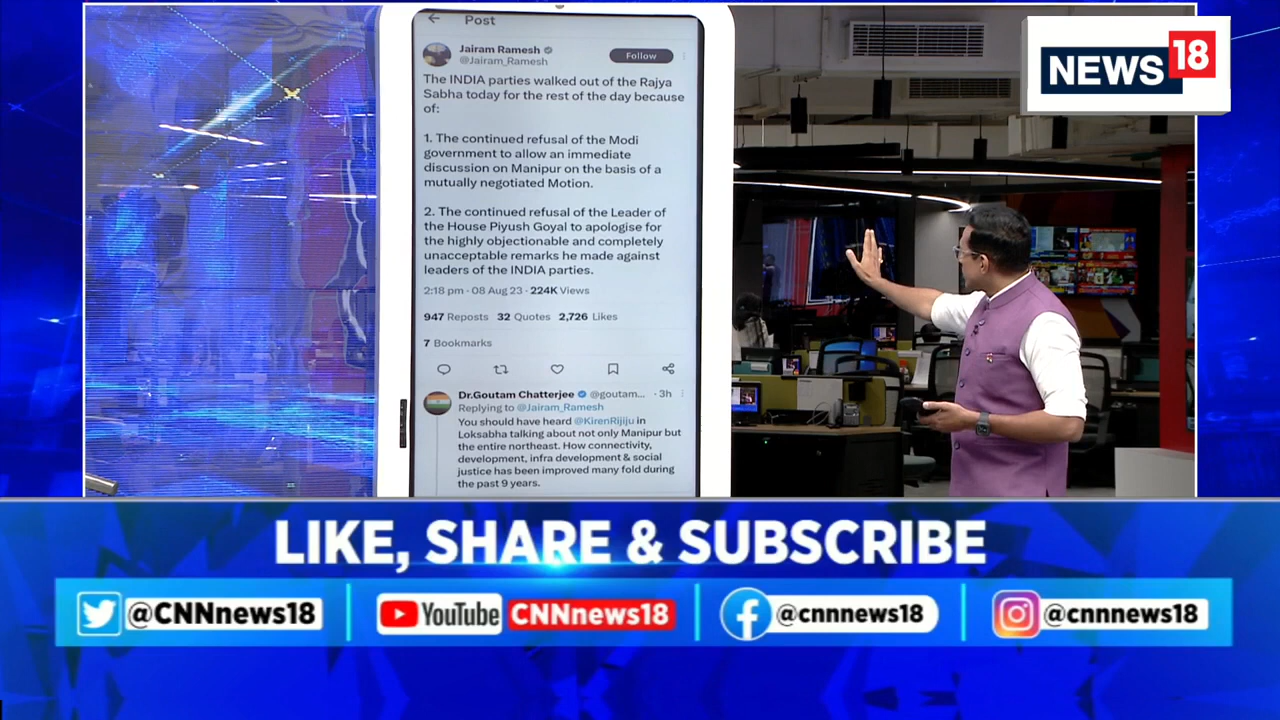 Post
Jairam Ramesh
@Jairam_Ramesh
Follow
The INDIA parties walked out of the Rajya
Sabha today for the rest of the day because
of:
1. The continued refusal of the Modi
government to allow an immediate
discussion on Manipur on the basis of a
mutually negotiated Motion.
2. The continued refusal of the Leader of
the House Piyush Goyal to apologise for
the highly objectionable and completely
unacceptable remarks he made against
leaders of the INDIA parties.
2:18 pm · 08 Aug 23 · 224K Views
947 Reposts 32 Quotes 2,726 Likes
7 Bookmarks
Dr.Goutam Chatterjee @goutam... · 3h
Replying to @Jairam_Ramesh
You should have heard @KirenRijiju in
Loksabha talking about not only Manipur but
the entire northeast. How connectivity,
development, infra development & social
justice has been improved many fold during
the past 9 years.
NEWS 18
LIKE, SHARE & SUBSCRIBE
@CNNnews18
YouTube CNNnews18
@cnnnews18
@cnnnews18